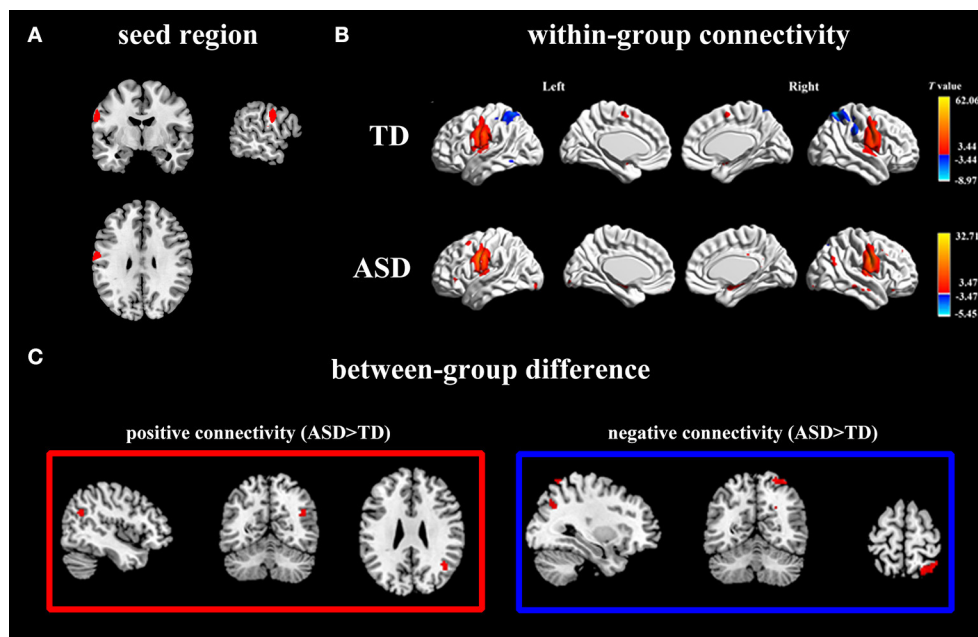 A
seed region
B
within-group connectivity
Left
Right
T value
TD
62.06
3.44
-3.44
-8.97
ASD
32.71
3.47
-3.47
-5.45
C
between-group difference
positive connectivity (ASD>TD)
negative connectivity (ASD>TD)